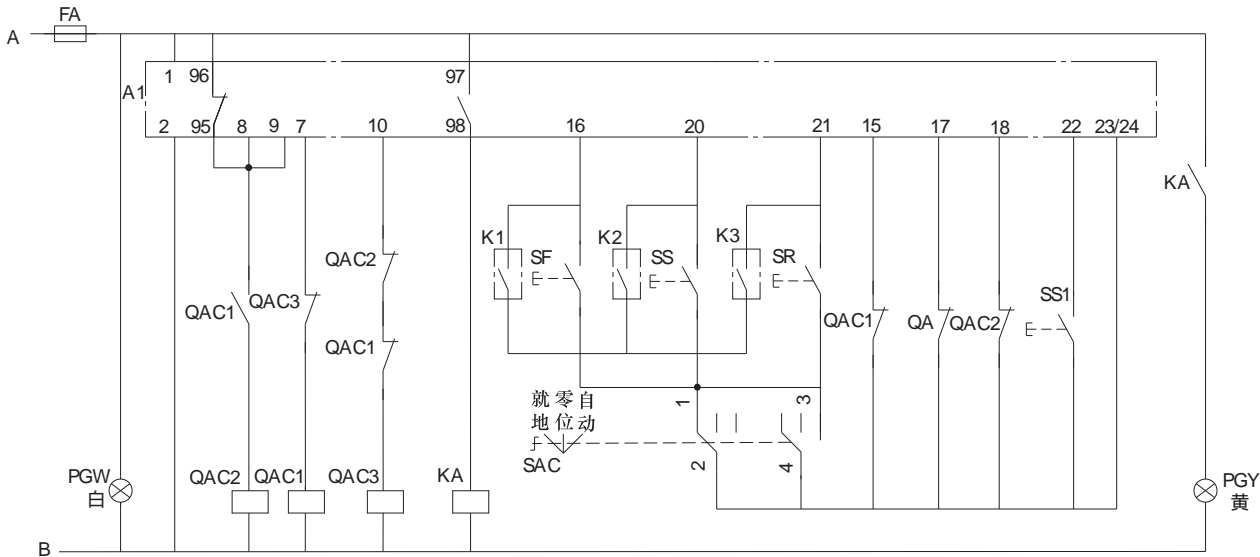 FA
A
1 96 97
A1
2 95 8 9 7 10 98 16 20 21 15 17 18 22 23/24
KA
K1 K2 K3
QAC2 SF SS SR
QAC1 QAC3 QAC1 QA QAC2 SS1
QAC1
就地 零位 自动
1 3
SAC 2 4
PGW
白
QAC2 QAC1 QAC3 KA
PGY
黄
B